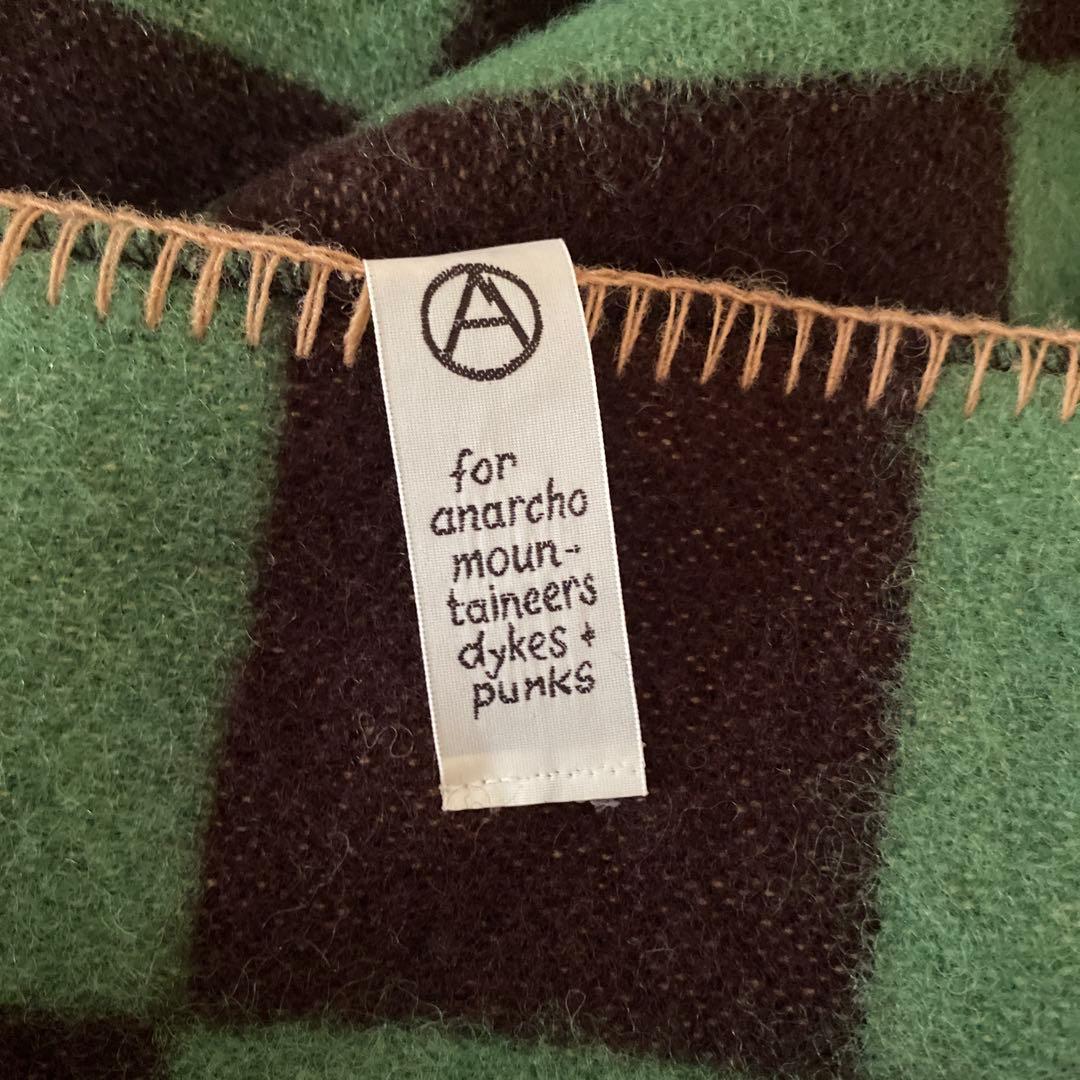 A
for
anarcho
moun-
taineers
dykes +
punks